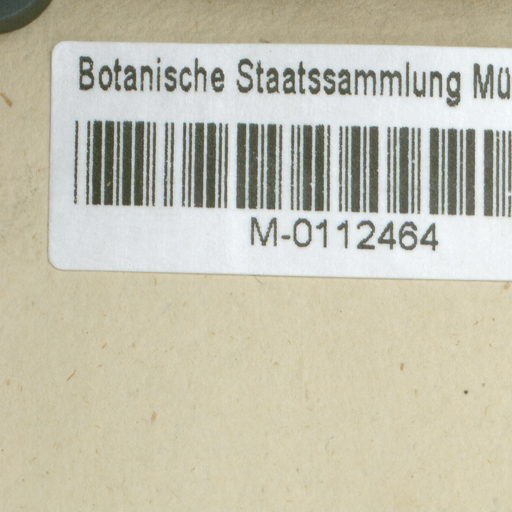 Botanische Staatssammlung Mü
M-0112464